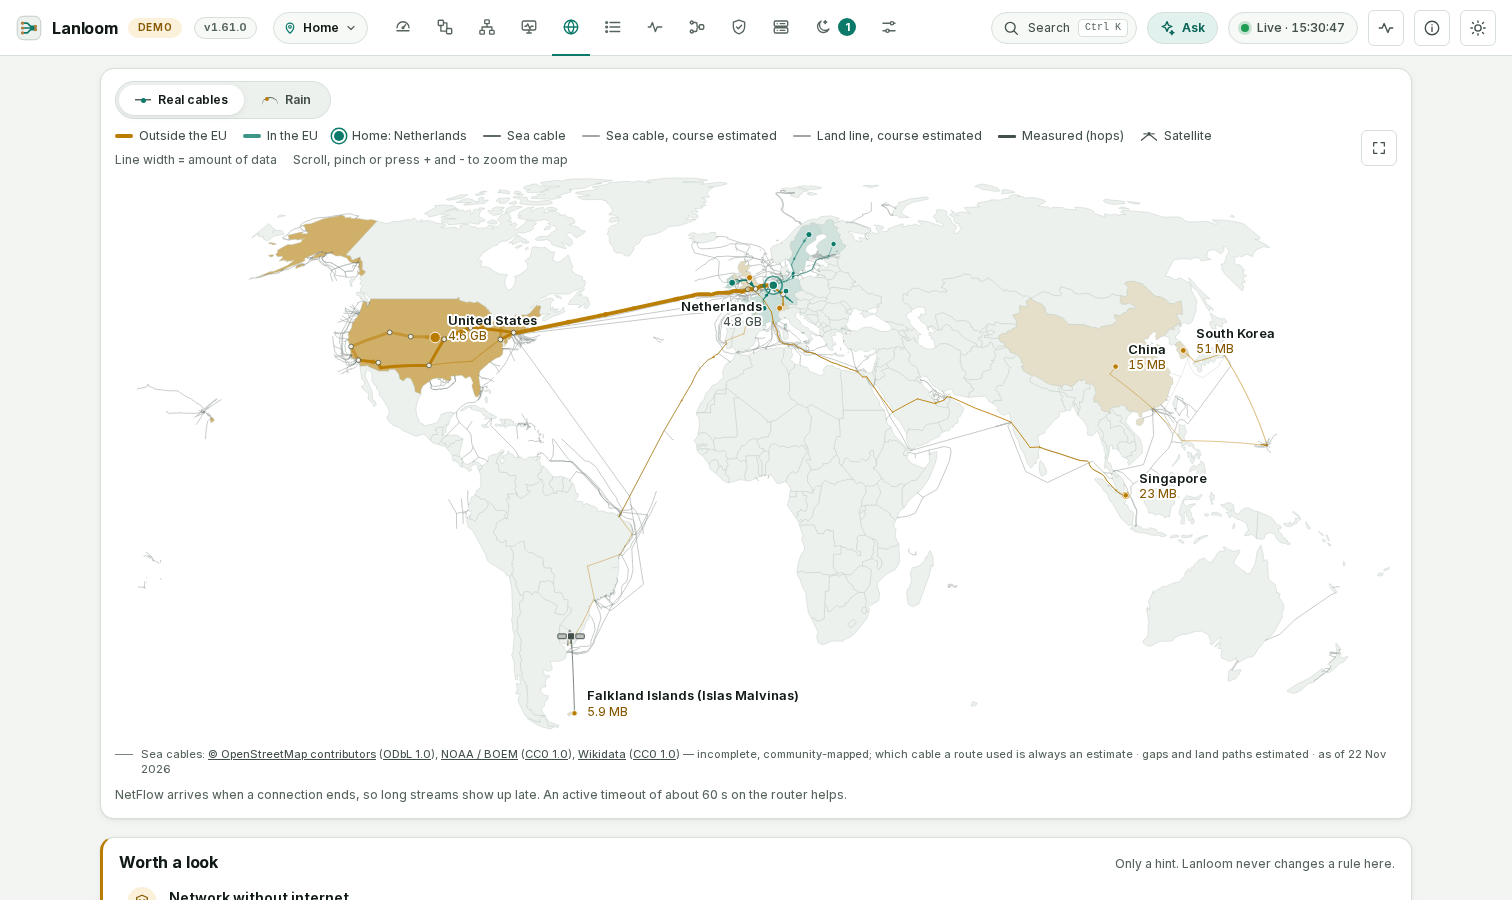 Lanloom DEMO v1.61.0 Home 1 Search Ctrl K Ask Live · 15:30:47
Real cables Rain
Outside the EU In the EU Home: Netherlands Sea cable Sea cable, course estimated Land line, course estimated Measured (hops) Satellite
Line width = amount of data Scroll, pinch or press + and - to zoom the map
Netherlands
4.8 GB
United States
4.6 GB
South Korea
51 MB
China
15 MB
Singapore
23 MB
Falkland Islands (Islas Malvinas)
5.9 MB
Sea cables: © OpenStreetMap contributors (ODbL 1.0), NOAA / BOEM (CC0 1.0), Wikidata (CC0 1.0) — incomplete, community-mapped; which cable a route used is always an estimate · gaps and land paths estimated · as of 22 Nov
2026
NetFlow arrives when a connection ends, so long streams show up late. An active timeout of about 60 s on the router helps.
Worth a look Only a hint. Lanloom never changes a rule here.
Network without internet